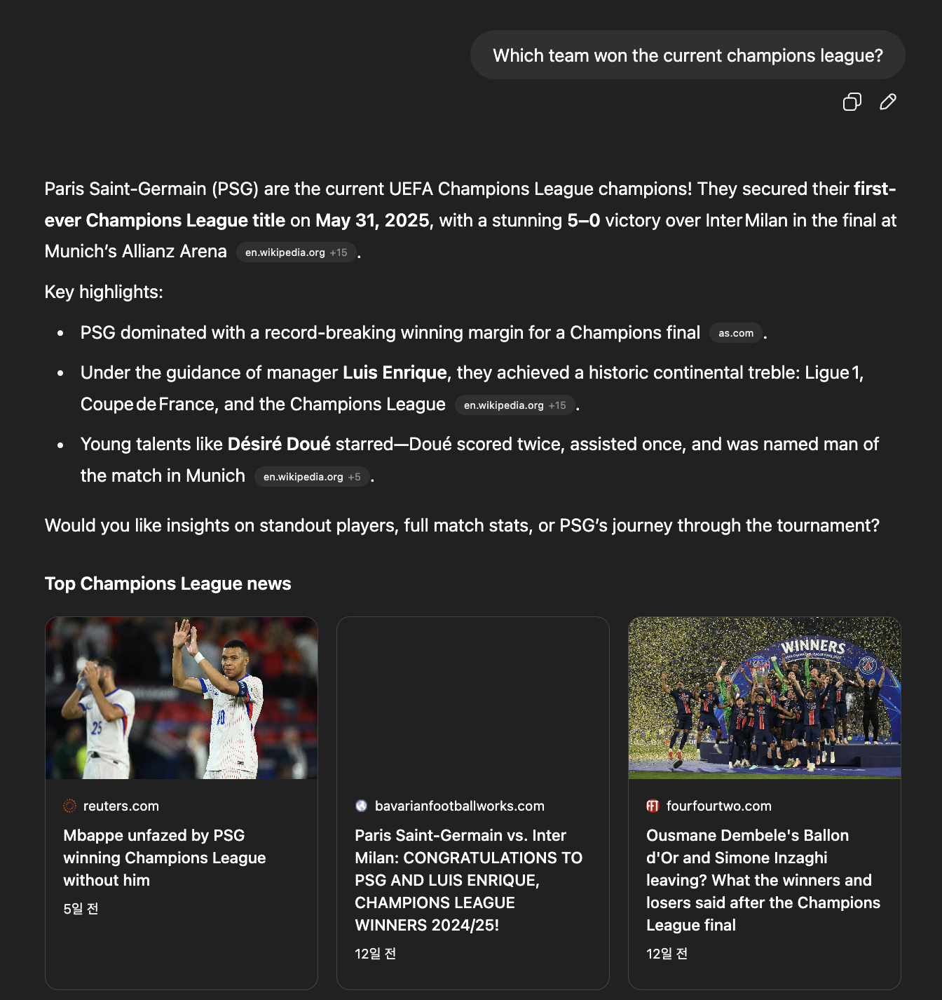 Which team won the current champions league?
Paris Saint-Germain (PSG) are the current UEFA Champions League champions! They secured their first-
ever Champions League title on May 31, 2025, with a stunning 5–0 victory over Inter Milan in the final at
Munich’s Allianz Arena en.wikipedia.org +15.
Key highlights:
• PSG dominated with a record-breaking winning margin for a Champions final as.com.
• Under the guidance of manager Luis Enrique, they achieved a historic continental treble: Ligue 1,
Coupe de France, and the Champions League en.wikipedia.org +15.
• Young talents like Désiré Doué starred—Doué scored twice, assisted once, and was named man of
the match in Munich en.wikipedia.org +5.
Would you like insights on standout players, full match stats, or PSG’s journey through the tournament?
Top Champions League news
25
10
reuters.com
Mbappe unfazed by PSG
winning Champions League
without him
5일 전
bavarianfootballworks.com
Paris Saint-Germain vs. Inter
Milan: CONGRATULATIONS TO
PSG AND LUIS ENRIQUE,
CHAMPIONS LEAGUE
WINNERS 2024/25!
12일 전
WINNERS
FFT fourfourtwo.com
Ousmane Dembele's Ballon
d'Or and Simone Inzaghi
leaving? What the winners and
losers said after the Champions
League final
12일 전